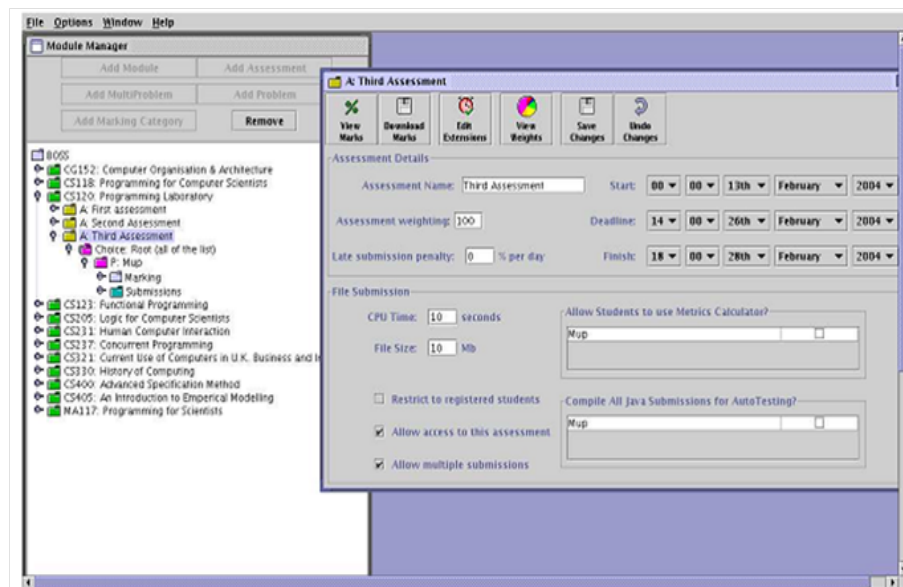 File Options Window Help
Module Manager
Add Module Add Assessment
Add MultiProblem Add Problem
Add Marking Category Remove
BOSS
CG152: Computer Organisation & Architecture
CS118: Programming for Computer Scientists
CS120: Programming Laboratory
A: First assessment
A: Second Assessment
A: Third Assessment
Choice: Root (all of the list)
P: Mup
Marking
Submissions
CS123: Functional Programming
CS205: Logic for Computer Scientists
CS231: Human Computer Interaction
CS237: Concurrent Programming
CS321: Current Use of Computers in U.K. Business and
CS330: History of Computing
CS400: Advanced Specification Method
CS405: An Introduction to Emperical Modelling
MA117: Programming for Scientists
A: Third Assessment
View Marks Download Marks Edit Extensions View Weights Save Changes Undo Changes
Assessment Details
Assessment Name: Third Assessment Start: 00 00 13th February 2004
Assessment weighting: 100 Deadline: 14 00 26th February 2004
Late submission penalty: 0 % per day Finish: 18 00 28th February 2004
File Submission
CPU Time: 10 seconds
File Size: 10 Mb
Restrict to registered students
Allow access to this assessment
Allow multiple submissions
Allow Students to use Metrics Calculator?
Mup
Compile All Java Submissions for AutoTesting?
Mup